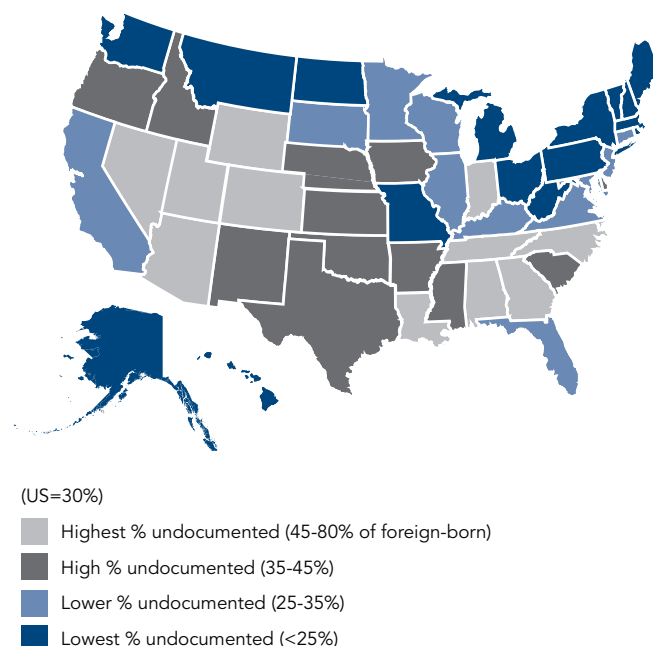 (US=30%)
Highest % undocumented (45-80% of foreign-born)
High % undocumented (35-45%)
Lower % undocumented (25-35%)
Lowest % undocumented (<25%)